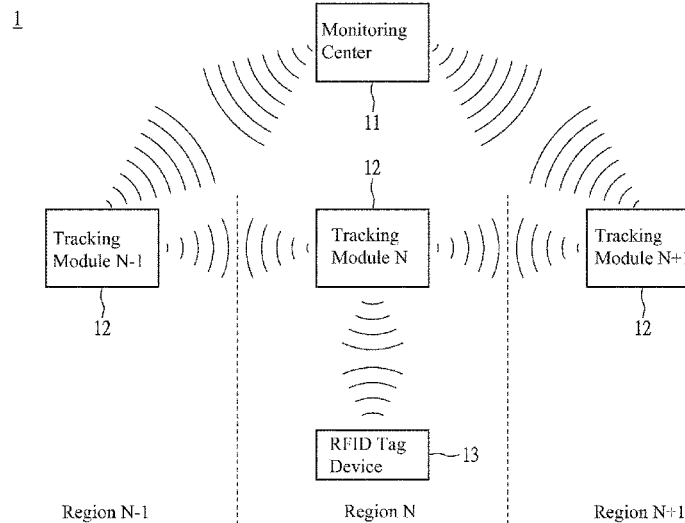 1
Monitoring
Center
11
12
Tracking
Module N-1
Tracking
Module N
Tracking
Module N+1
12
12
RFID Tag
Device
13
Region N-1
Region N
Region N+1